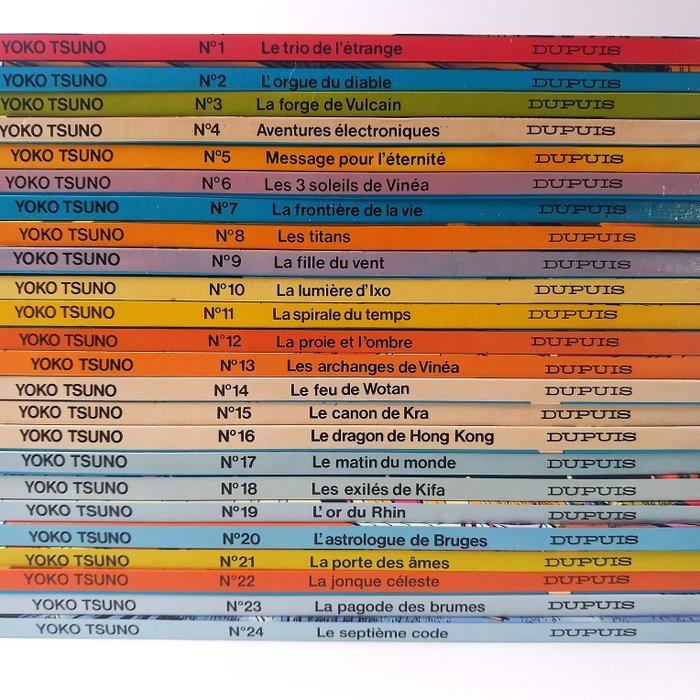 YOKO TSUNO N°1 Le trio de l'étrange DUPUIS
YOKO TSUNO N°2 L'orgue du diable DUPUIS
YOKO TSUNO N°3 La forge de Vulcain DUPUIS
YOKO TSUNO N°4 Aventures électroniques DUPUIS
YOKO TSUNO N°5 Message pour l'éternité DUPUIS
YOKO TSUNO N°6 Les 3 soleils de Vinéa DUPUIS
YOKO TSUNO N°7 La frontière de la vie DUPUIS
YOKO TSUNO N°8 Les titans DUPUIS
YOKO TSUNO N°9 La fille du vent DUPUIS
YOKO TSUNO N°10 La lumière d'Ixo DUPUIS
YOKO TSUNO N°11 La spirale du temps DUPUIS
YOKO TSUNO N°12 La proie et l'ombre DUPUIS
YOKO TSUNO N°13 Les archanges de Vinéa DUPUIS
YOKO TSUNO N°14 Le feu de Wotan DUPUIS
YOKO TSUNO N°15 Le canon de Kra DUPUIS
YOKO TSUNO N°16 Le dragon de Hong Kong DUPUIS
YOKO TSUNO N°17 Le matin du monde DUPUIS
YOKO TSUNO N°18 Les exilés de Kifa DUPUIS
YOKO TSUNO N°19 L'or du Rhin DUPUIS
YOKO TSUNO N°20 L'astrologue de Bruges DUPUIS
YOKO TSUNO N°21 La porte des âmes DUPUIS
YOKO TSUNO N°22 La jonque céleste DUPUIS
YOKO TSUNO N°23 La pagode des brumes DUPUIS
YOKO TSUNO N°24 Le septième code DUPUIS